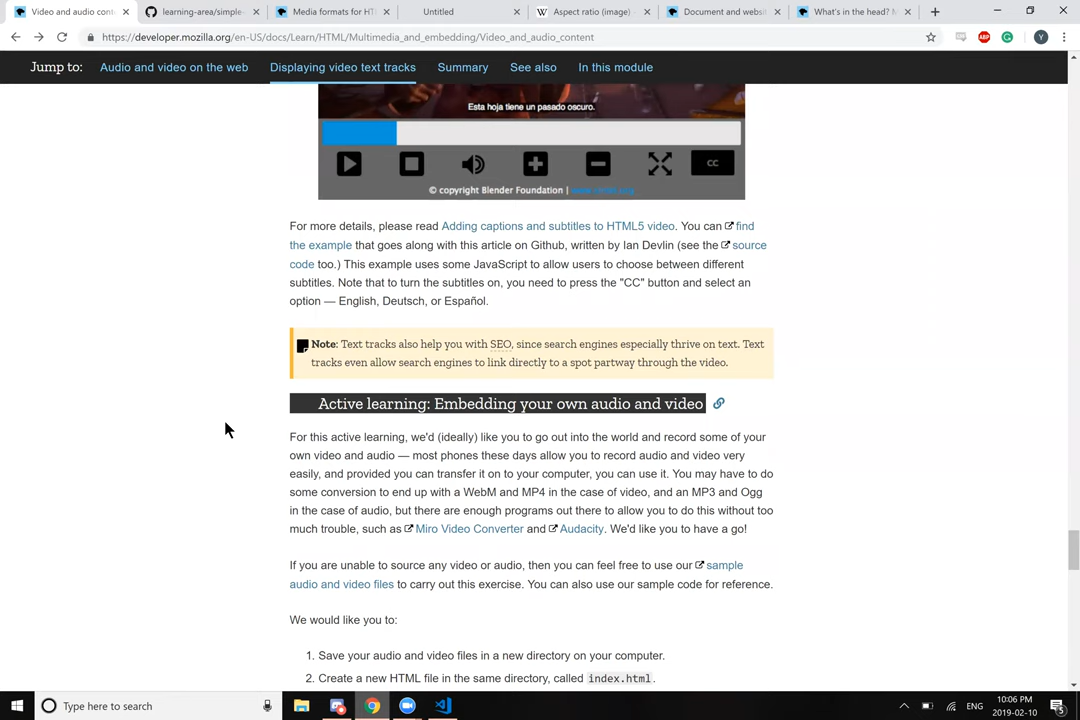 Video and audio cont
learning-area/simple-
Media formats for HT
Untitled
Aspect ratio (image) -
Document and websi
What's in the head? M
https://developer.mozilla.org/en-US/docs/Learn/HTML/Multimedia_and_embedding/Video_and_audio_content
Jump to: Audio and video on the web Displaying video text tracks Summary See also In this module
Esta hoja tiene un pasado oscuro.
CC
© copyright Blender Foundation |
For more details, please read Adding captions and subtitles to HTML5 video. You can find
the example that goes along with this article on Github, written by Ian Devlin (see the source
code too.) This example uses some JavaScript to allow users to choose between different
subtitles. Note that to turn the subtitles on, you need to press the "CC" button and select an
option — English, Deutsch, or Español.
Note: Text tracks also help you with SEO, since search engines especially thrive on text. Text
tracks even allow search engines to link directly to a spot partway through the video.
Active learning: Embedding your own audio and video
For this active learning, we'd (ideally) like you to go out into the world and record some of your
own video and audio — most phones these days allow you to record audio and video very
easily, and provided you can transfer it on to your computer, you can use it. You may have to do
some conversion to end up with a WebM and MP4 in the case of video, and an MP3 and Ogg
in the case of audio, but there are enough programs out there to allow you to do this without too
much trouble, such as Miro Video Converter and Audacity. We'd like you to have a go!
If you are unable to source any video or audio, then you can feel free to use our sample
audio and video files to carry out this exercise. You can also use our sample code for reference.
We would like you to:
1. Save your audio and video files in a new directory on your computer.
2. Create a new HTML file in the same directory, called index.html.
Type here to search
ENG
10:06 PM
2019-02-10